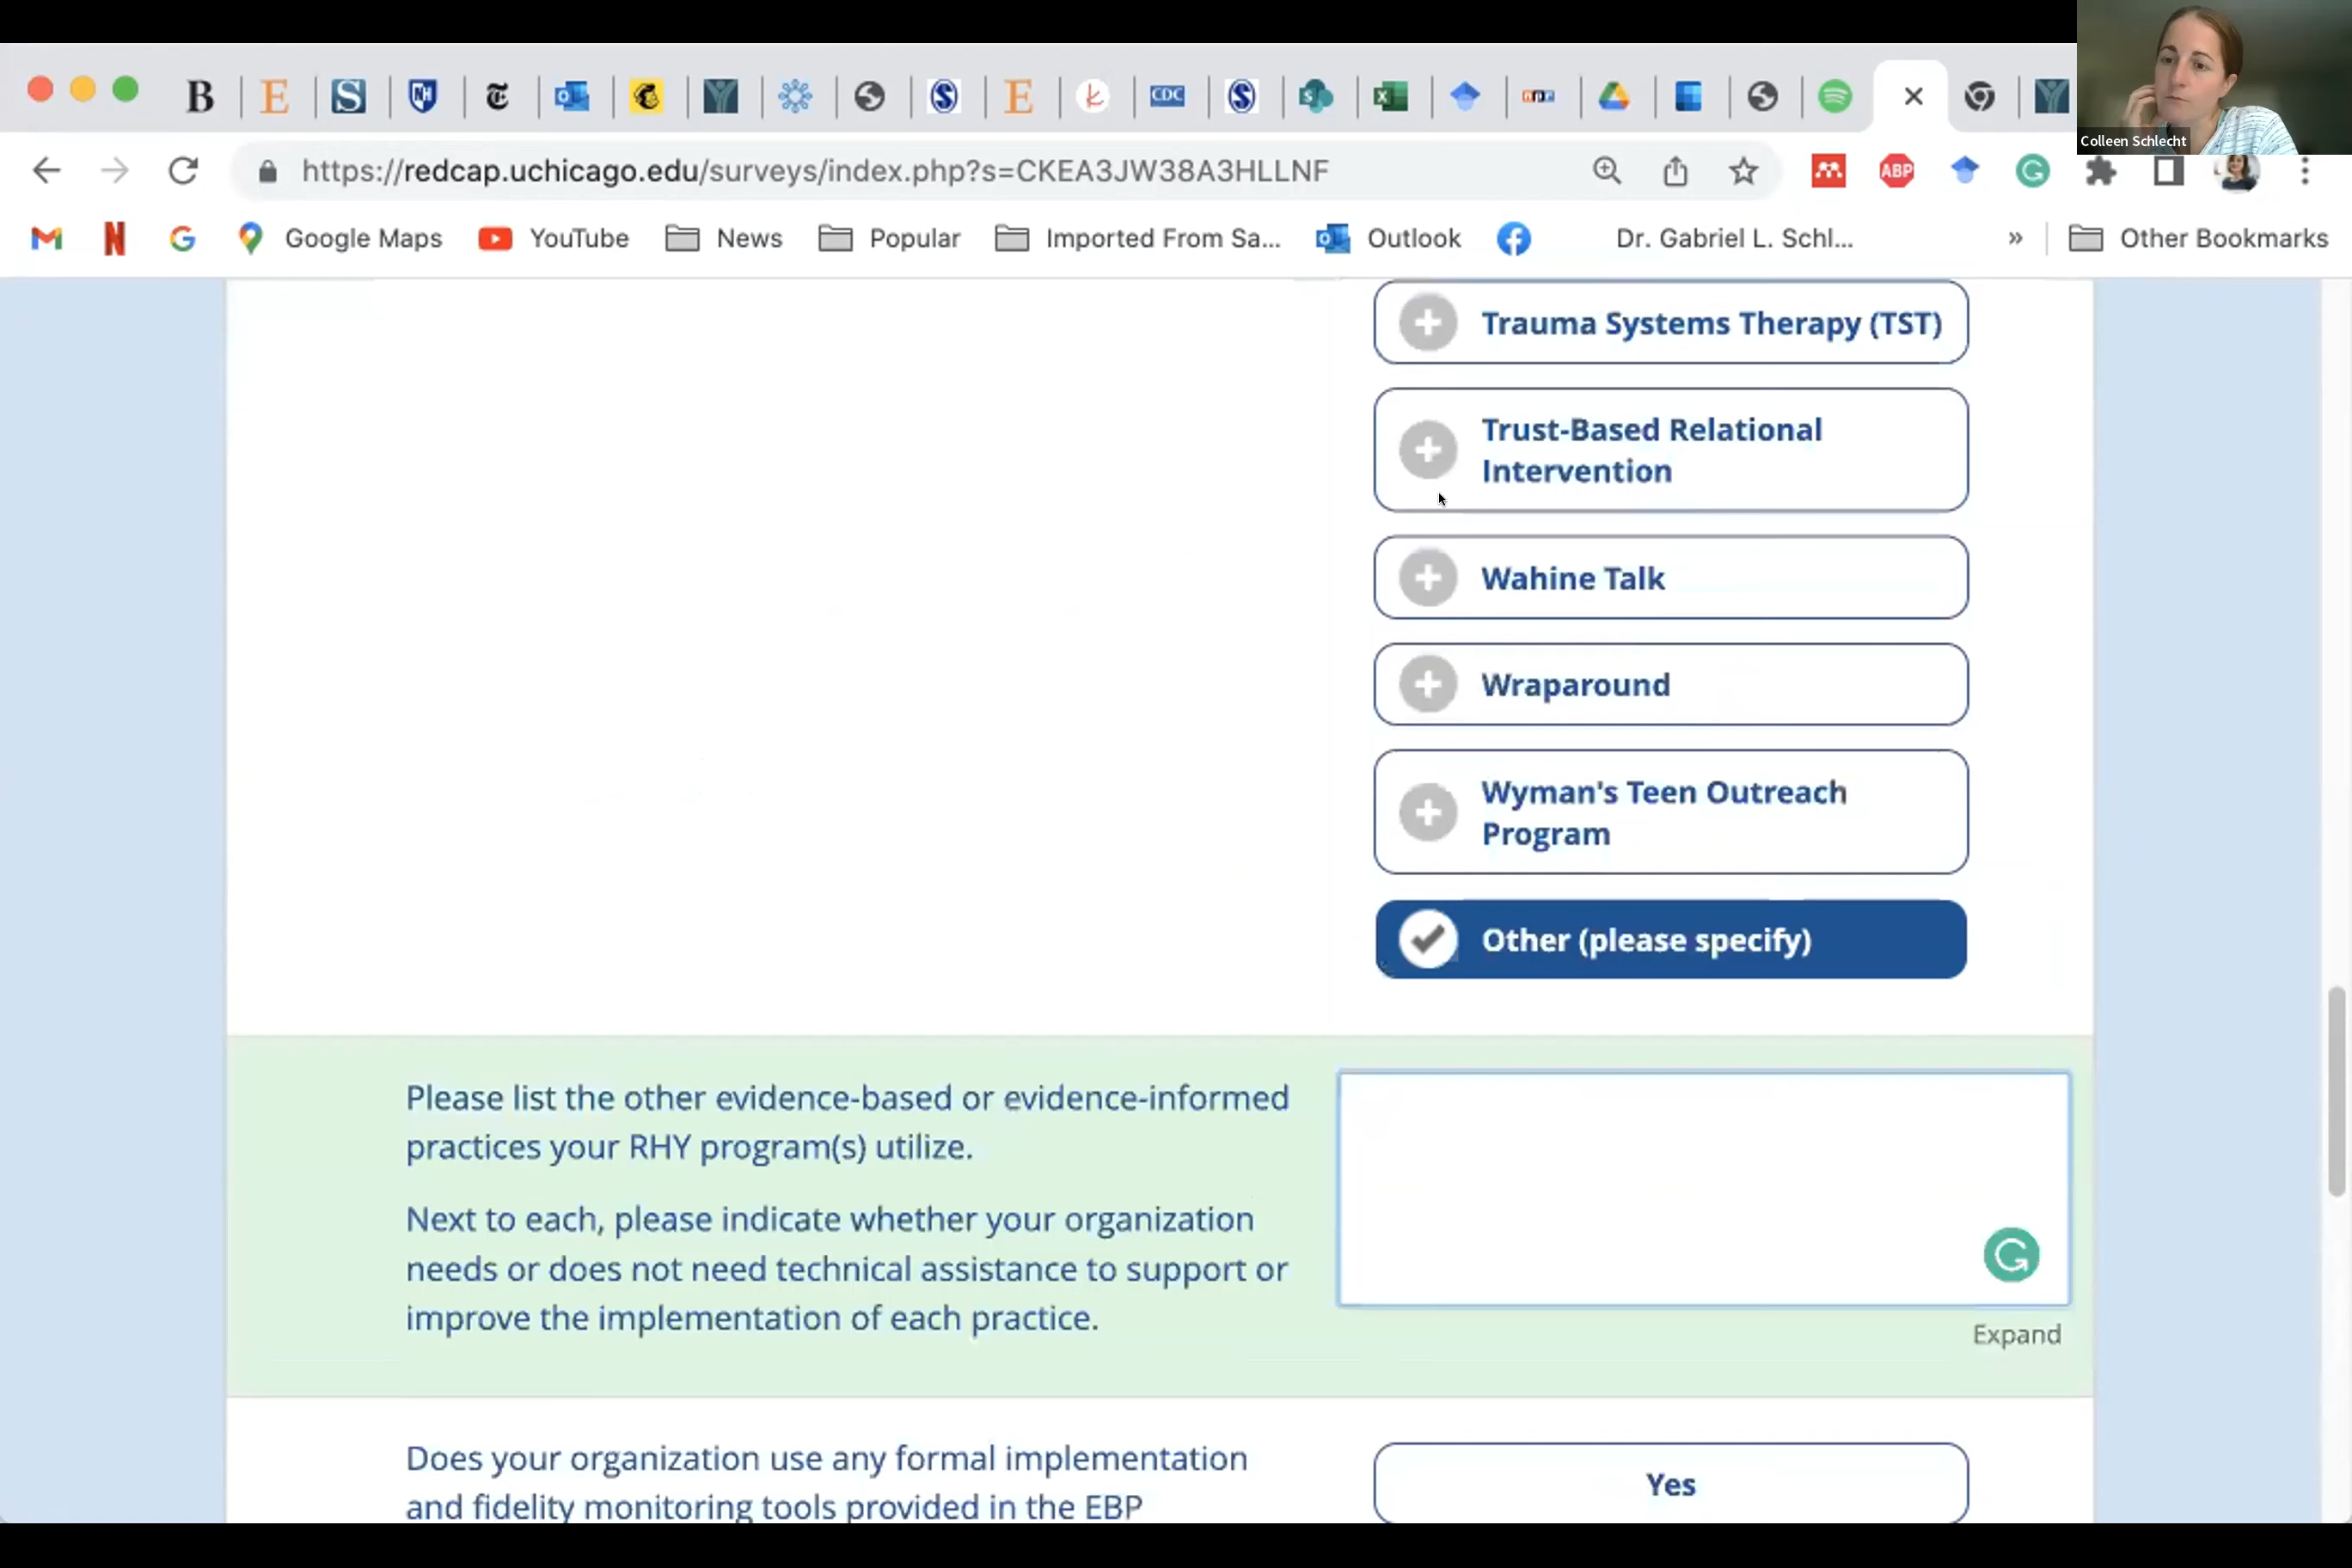 B
E
S
NH
CDC
S
E
S
X
npr
Colleen Schlecht
https://redcap.uchicago.edu/surveys/index.php?s=CKEA3JW38A3HLLNF
ABP
Google Maps
YouTube
News
Popular
Imported From Sa...
Outlook
Dr. Gabriel L. Schl...
»
Other Bookmarks
Trauma Systems Therapy (TST)
Trust-Based Relational
Intervention
Wahine Talk
Wraparound
Wyman's Teen Outreach
Program
Other (please specify)
Please list the other evidence-based or evidence-informed
practices your RHY program(s) utilize.
Next to each, please indicate whether your organization
needs or does not need technical assistance to support or
improve the implementation of each practice.
Expand
Does your organization use any formal implementation
and fidelity monitoring tools provided in the EBP
Yes